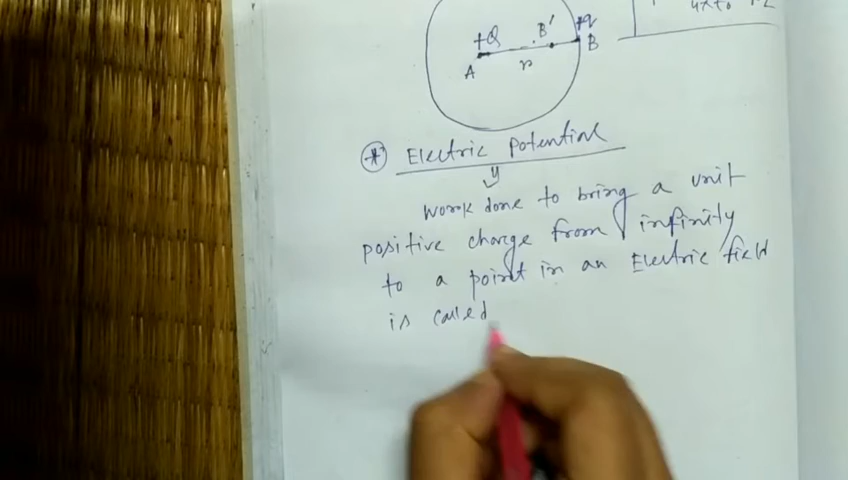 +Q B' +q
A r B
* Electric Potential
Work done to bring a unit
positive charge from infinity
to a point in an Electric field
is called